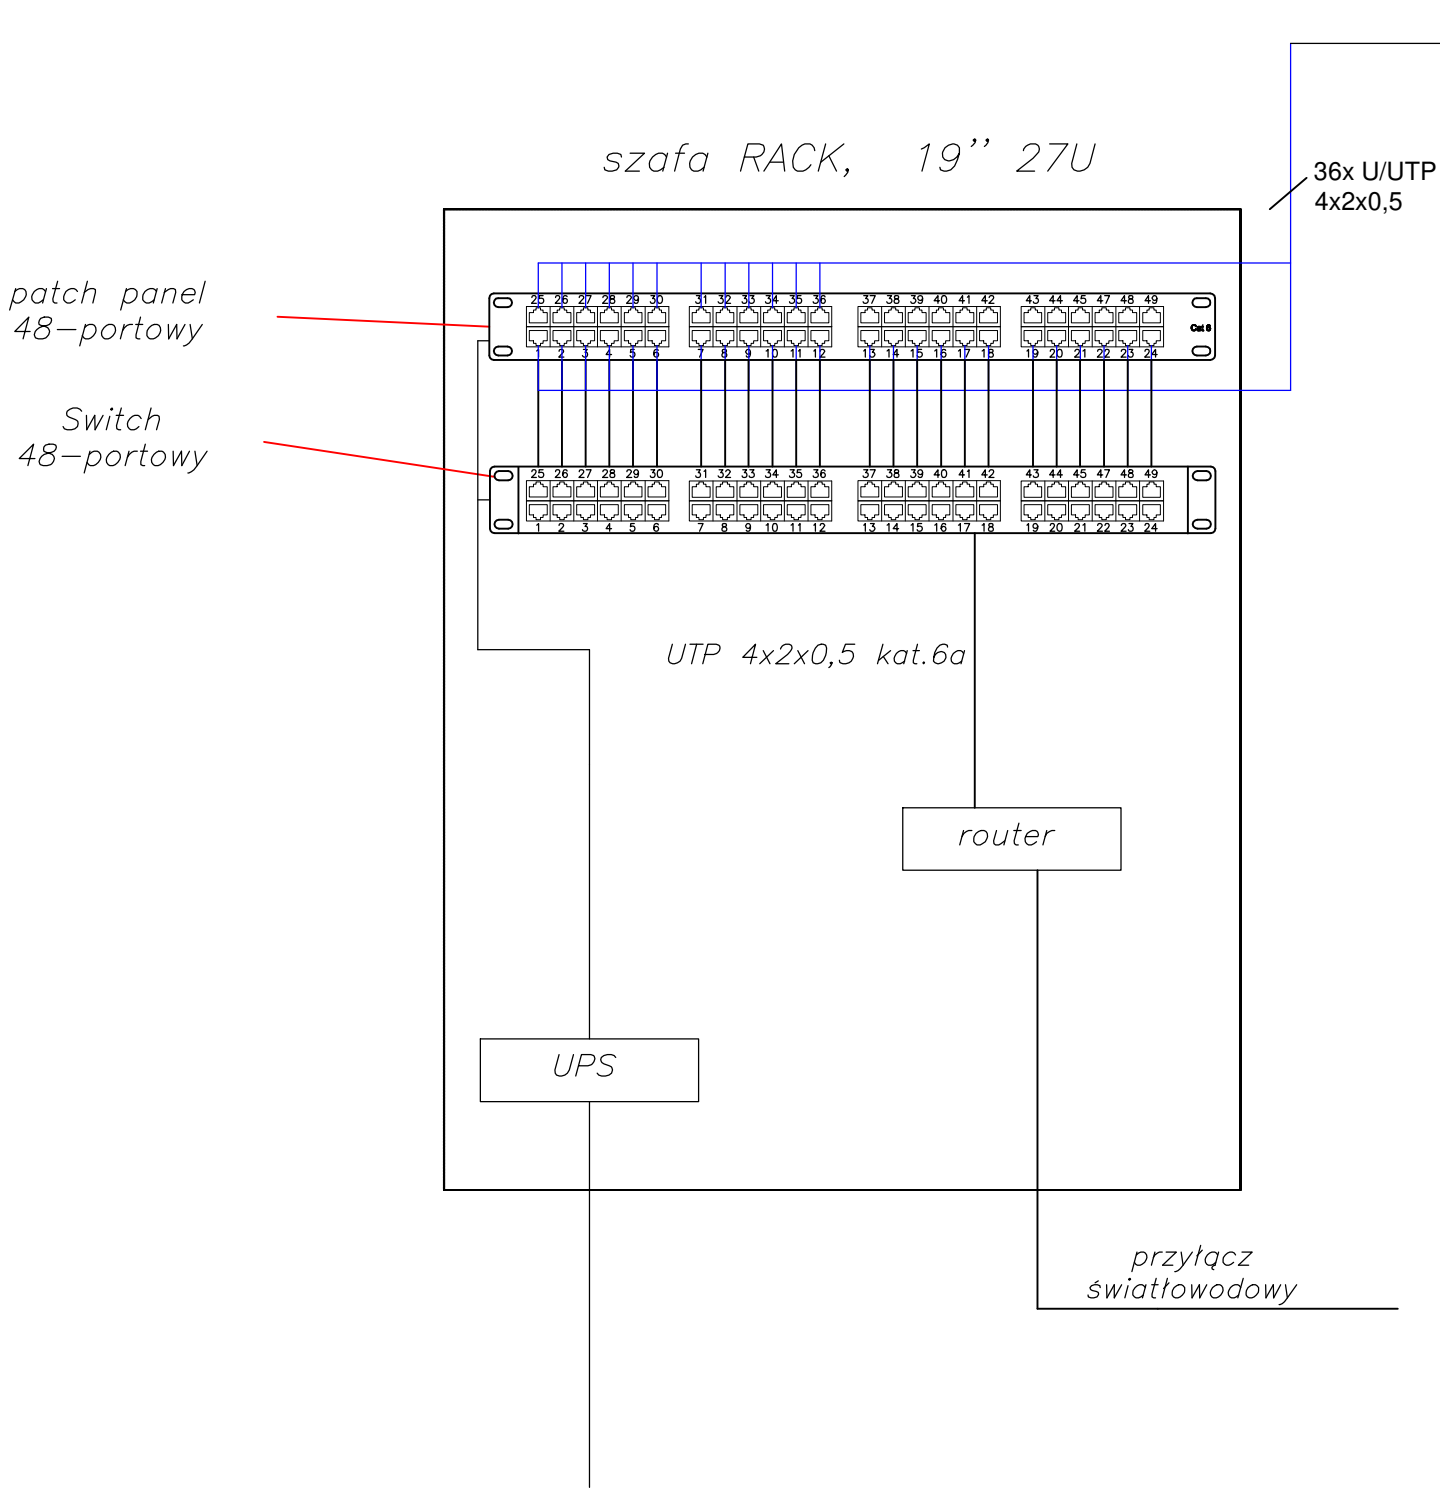 szafa RACK, 19’’ 27U
36x U/UTP
4x2x0,5
patch panel
48-portowy
25 26 27 28 29 30 31 32 33 34 35 36 37 38 39 40 41 42 43 44 45 47 48 49
Cat 6
1 2 3 4 5 6 7 8 9 10 11 12 13 14 15 16 17 18 19 20 21 22 23 24
Switch
48-portowy
25 26 27 28 29 30 31 32 33 34 35 36 37 38 39 40 41 42 43 44 45 47 48 49
1 2 3 4 5 6 7 8 9 10 11 12 13 14 15 16 17 18 19 20 21 22 23 24
UTP 4x2x0,5 kat.6a
router
UPS
przyłącz
światłowodowy